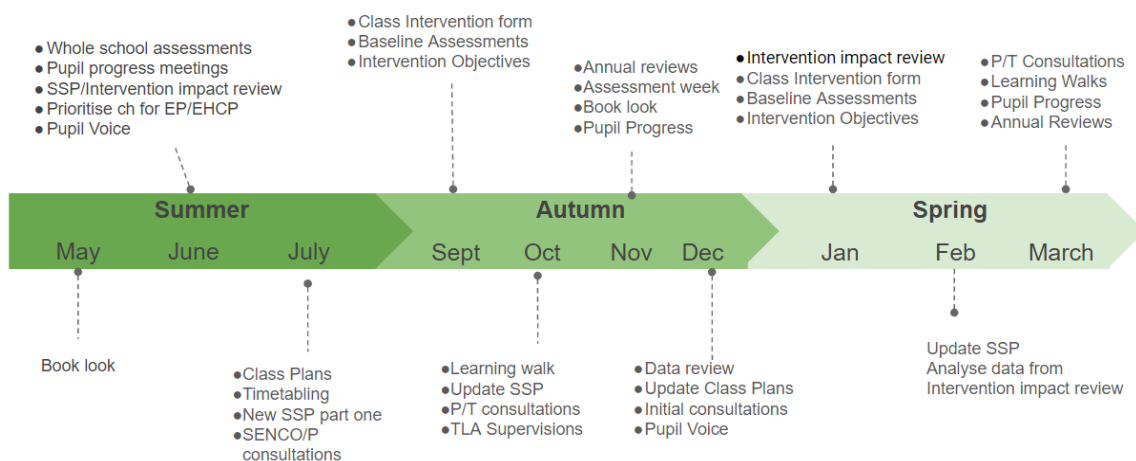 ● Whole school assessments
● Pupil progress meetings
● SSP/Intervention impact review
● Prioritise ch for EP/EHCP
● Pupil Voice
● Class Intervention form
● Baseline Assessments
● Intervention Objectives
● Annual reviews
● Assessment week
● Book look
● Pupil Progress
● Intervention impact review
● Class Intervention form
● Baseline Assessments
● Intervention Objectives
● P/T Consultations
● Learning Walks
● Pupil Progress
● Annual Reviews
Summer
Autumn
Spring
May
June
July
Sept
Oct
Nov
Dec
Jan
Feb
March
Book look
● Class Plans
● Timetabling
● New SSP part one
● SENCO/P
consultations
● Learning walk
● Update SSP
● P/T consultations
● TLA Supervisions
● Data review
● Update Class Plans
● Initial consultations
● Pupil Voice
Update SSP
Analyse data from
Intervention impact review